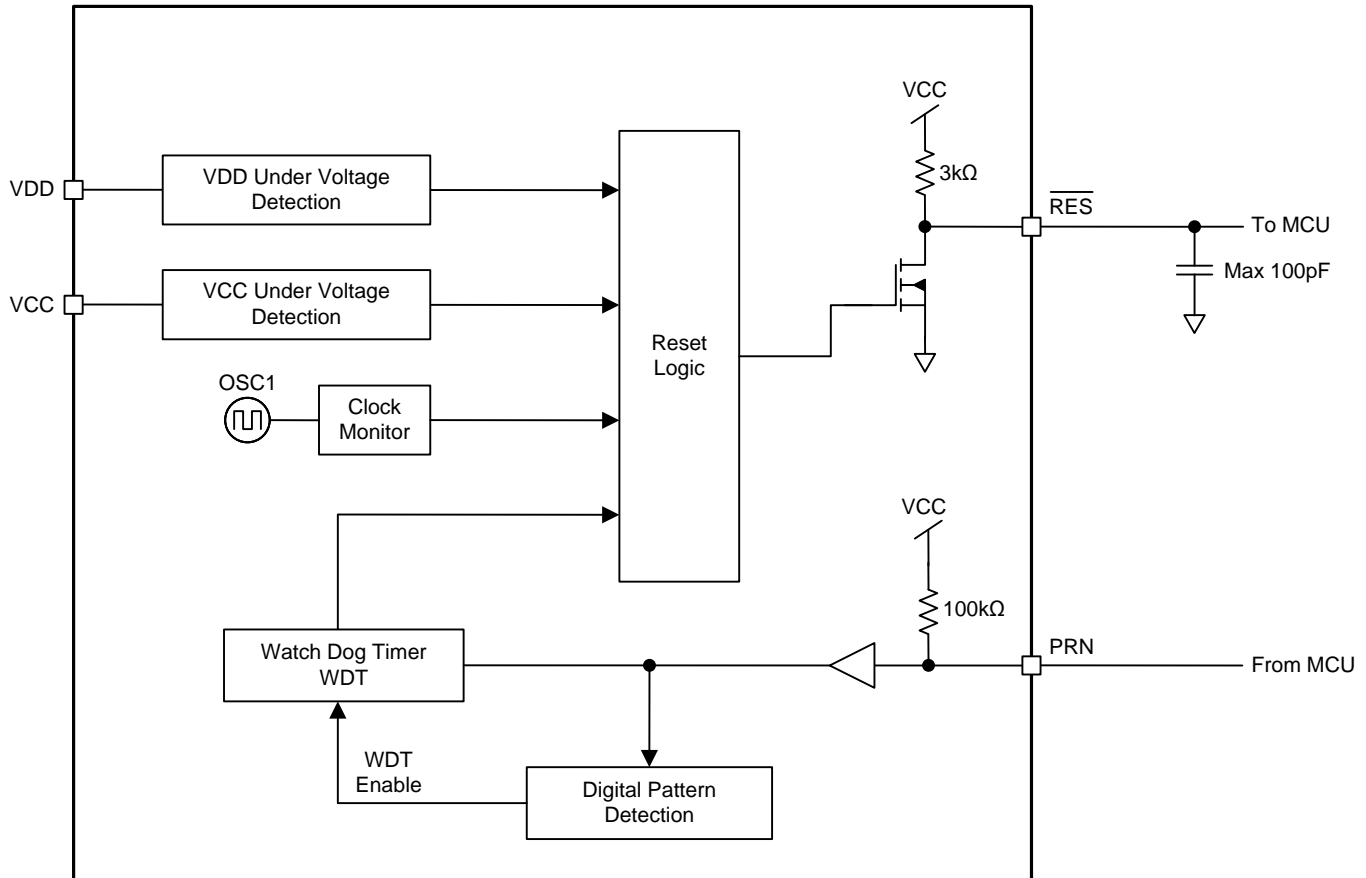 VCC
3kΩ
VDD
VDD Under Voltage
Detection
RES
To MCU
Max 100pF
VCC
VCC Under Voltage
Detection
Reset
Logic
OSC1
Clock
Monitor
VCC
100kΩ
Watch Dog Timer
WDT
PRN
From MCU
WDT
Enable
Digital Pattern
Detection